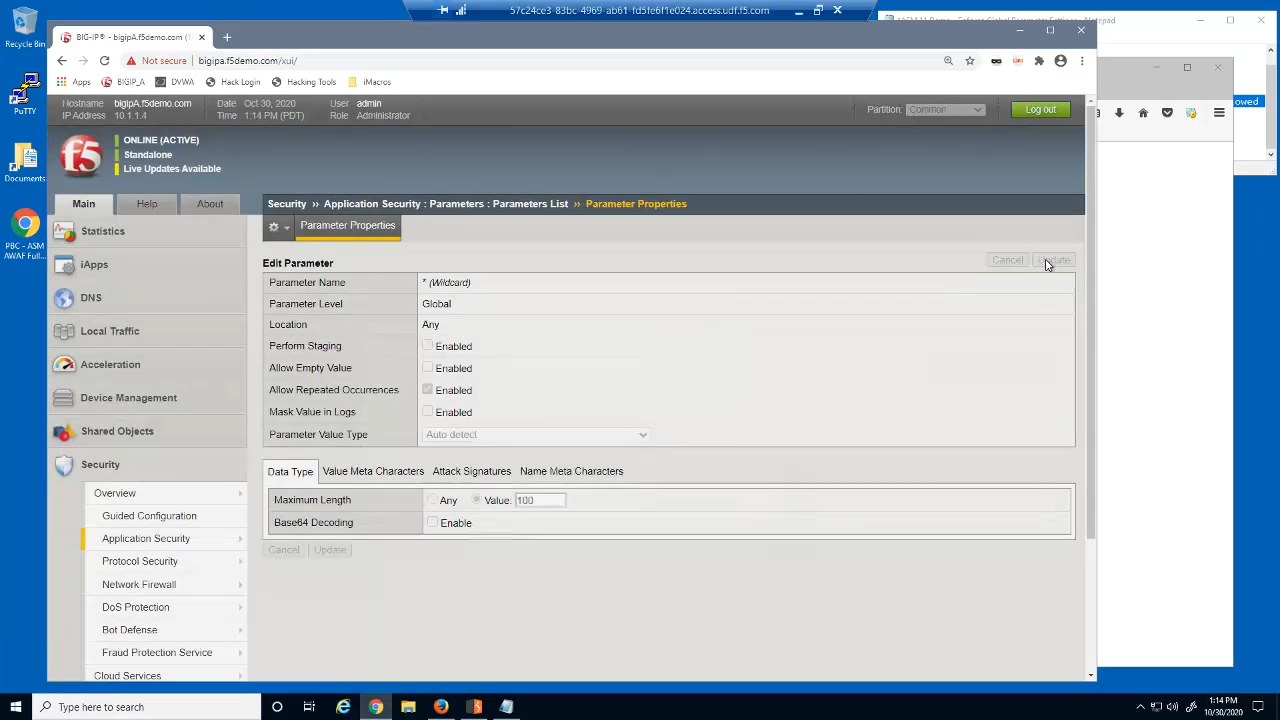 57c24ce3-83bc-4969-ab61-fd5fe6f1e024.access.udf.f5.com
BIG-IP® - bigipA.f5demo.com (
Not secure
bigipa.f5demo.com/xui/
Apps
BIGIP_A
DVWA
Hack Login
Hacking Tools
iMacros
Hostname bigipA.f5demo.com
IP Address 10.1.1.4
Date Oct 30, 2020
Time 1:14 PM (PDT)
User admin
Role Administrator
Partition: Common
Log out
f5
ONLINE (ACTIVE)
Standalone
Live Updates Available
Main
Help
About
Security ›› Application Security : Parameters : Parameters List ›› Parameter Properties
Parameter Properties
Statistics
iApps
DNS
Local Traffic
Acceleration
Device Management
Shared Objects
Security
Overview
Guided Configuration
Application Security
Protocol Security
Network Firewall
DoS Protection
Bot Defense
Fraud Protection Service
Cloud Services
Edit Parameter
Cancel
Update
Parameter Name
* (Wildcard)
Parameter Level
Global
Location
Any
Perform Staging
Enabled
Allow Empty Value
Enabled
Allow Repeated Occurrences
Enabled
Mask Value in Logs
Enabled
Parameter Value Type
Auto detect
Data Type
Value Meta Characters
Attack Signatures
Name Meta Characters
Maximum Length
Any
Value: 100
Base64 Decoding
Enable
Cancel
Update
owed
Recycle Bin
PuTTY
Documents
PBC - ASM
AWAF Full...
Type here to search
1:14 PM
10/30/2020